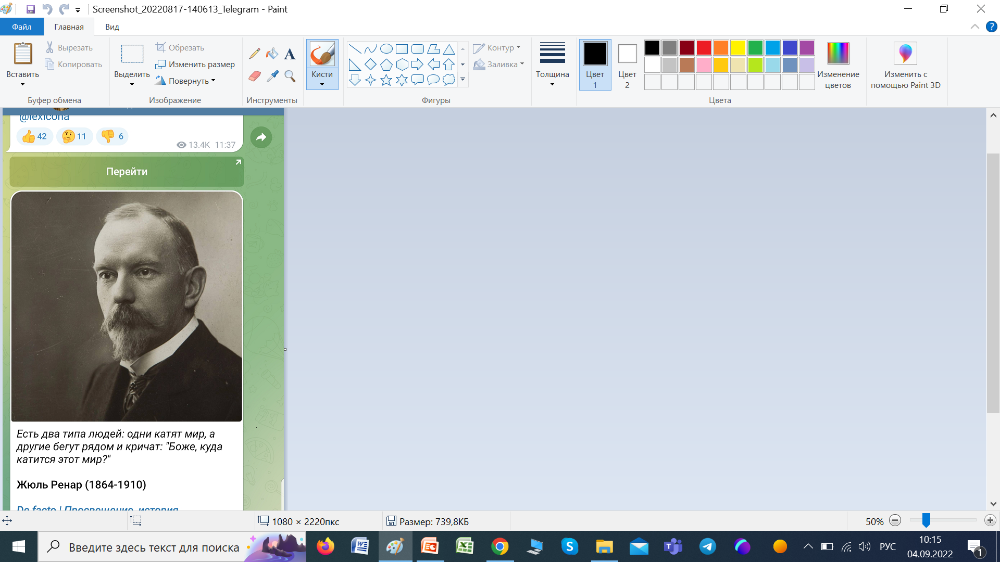 Screenshot_20220817-140613_Telegram - Paint
Файл Главная Вид
Вставить
Вырезать
Копировать
Буфер обмена
Выделить
Обрезать
Изменить размер
Повернуть
Изображение
A
Инструменты
Кисти
Контур
Заливка
Фигуры
Толщина
Цвет
1
Цвет
2
Цвета
Изменение
цветов
Изменить с
помощью Paint 3D
@lexicona
42 11 6
13.4K 11:37
Перейти
Есть два типа людей: одни катят мир, а
другие бегут рядом и кричат: "Боже, куда
катится этот мир?"
Жюль Ренар (1864-1910)
De facto | Просвещение, история
1080 × 2220пкс
Размер: 739,8КБ
50%
Введите здесь текст для поиска
РУС
10:15
04.09.2022
1